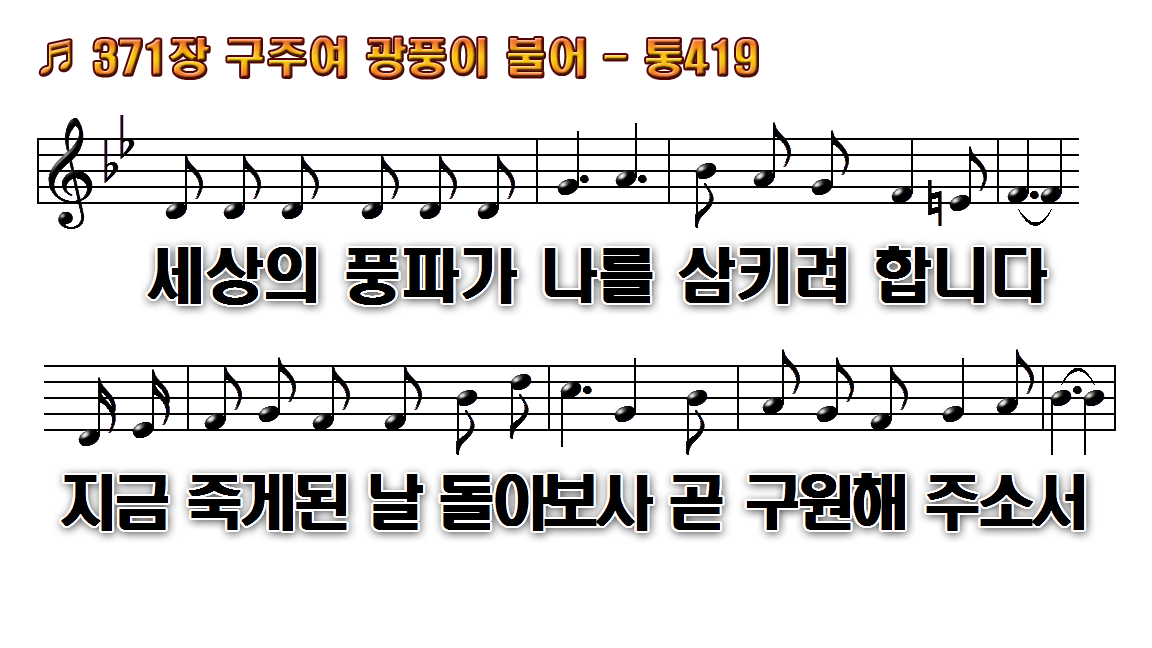 ♬ 371장 구주여 광풍이 불어 - 통419
세상의 풍파가 나를 삼키려 합니다
지금 죽게된 날 돌아보사 곧 구원해 주소서